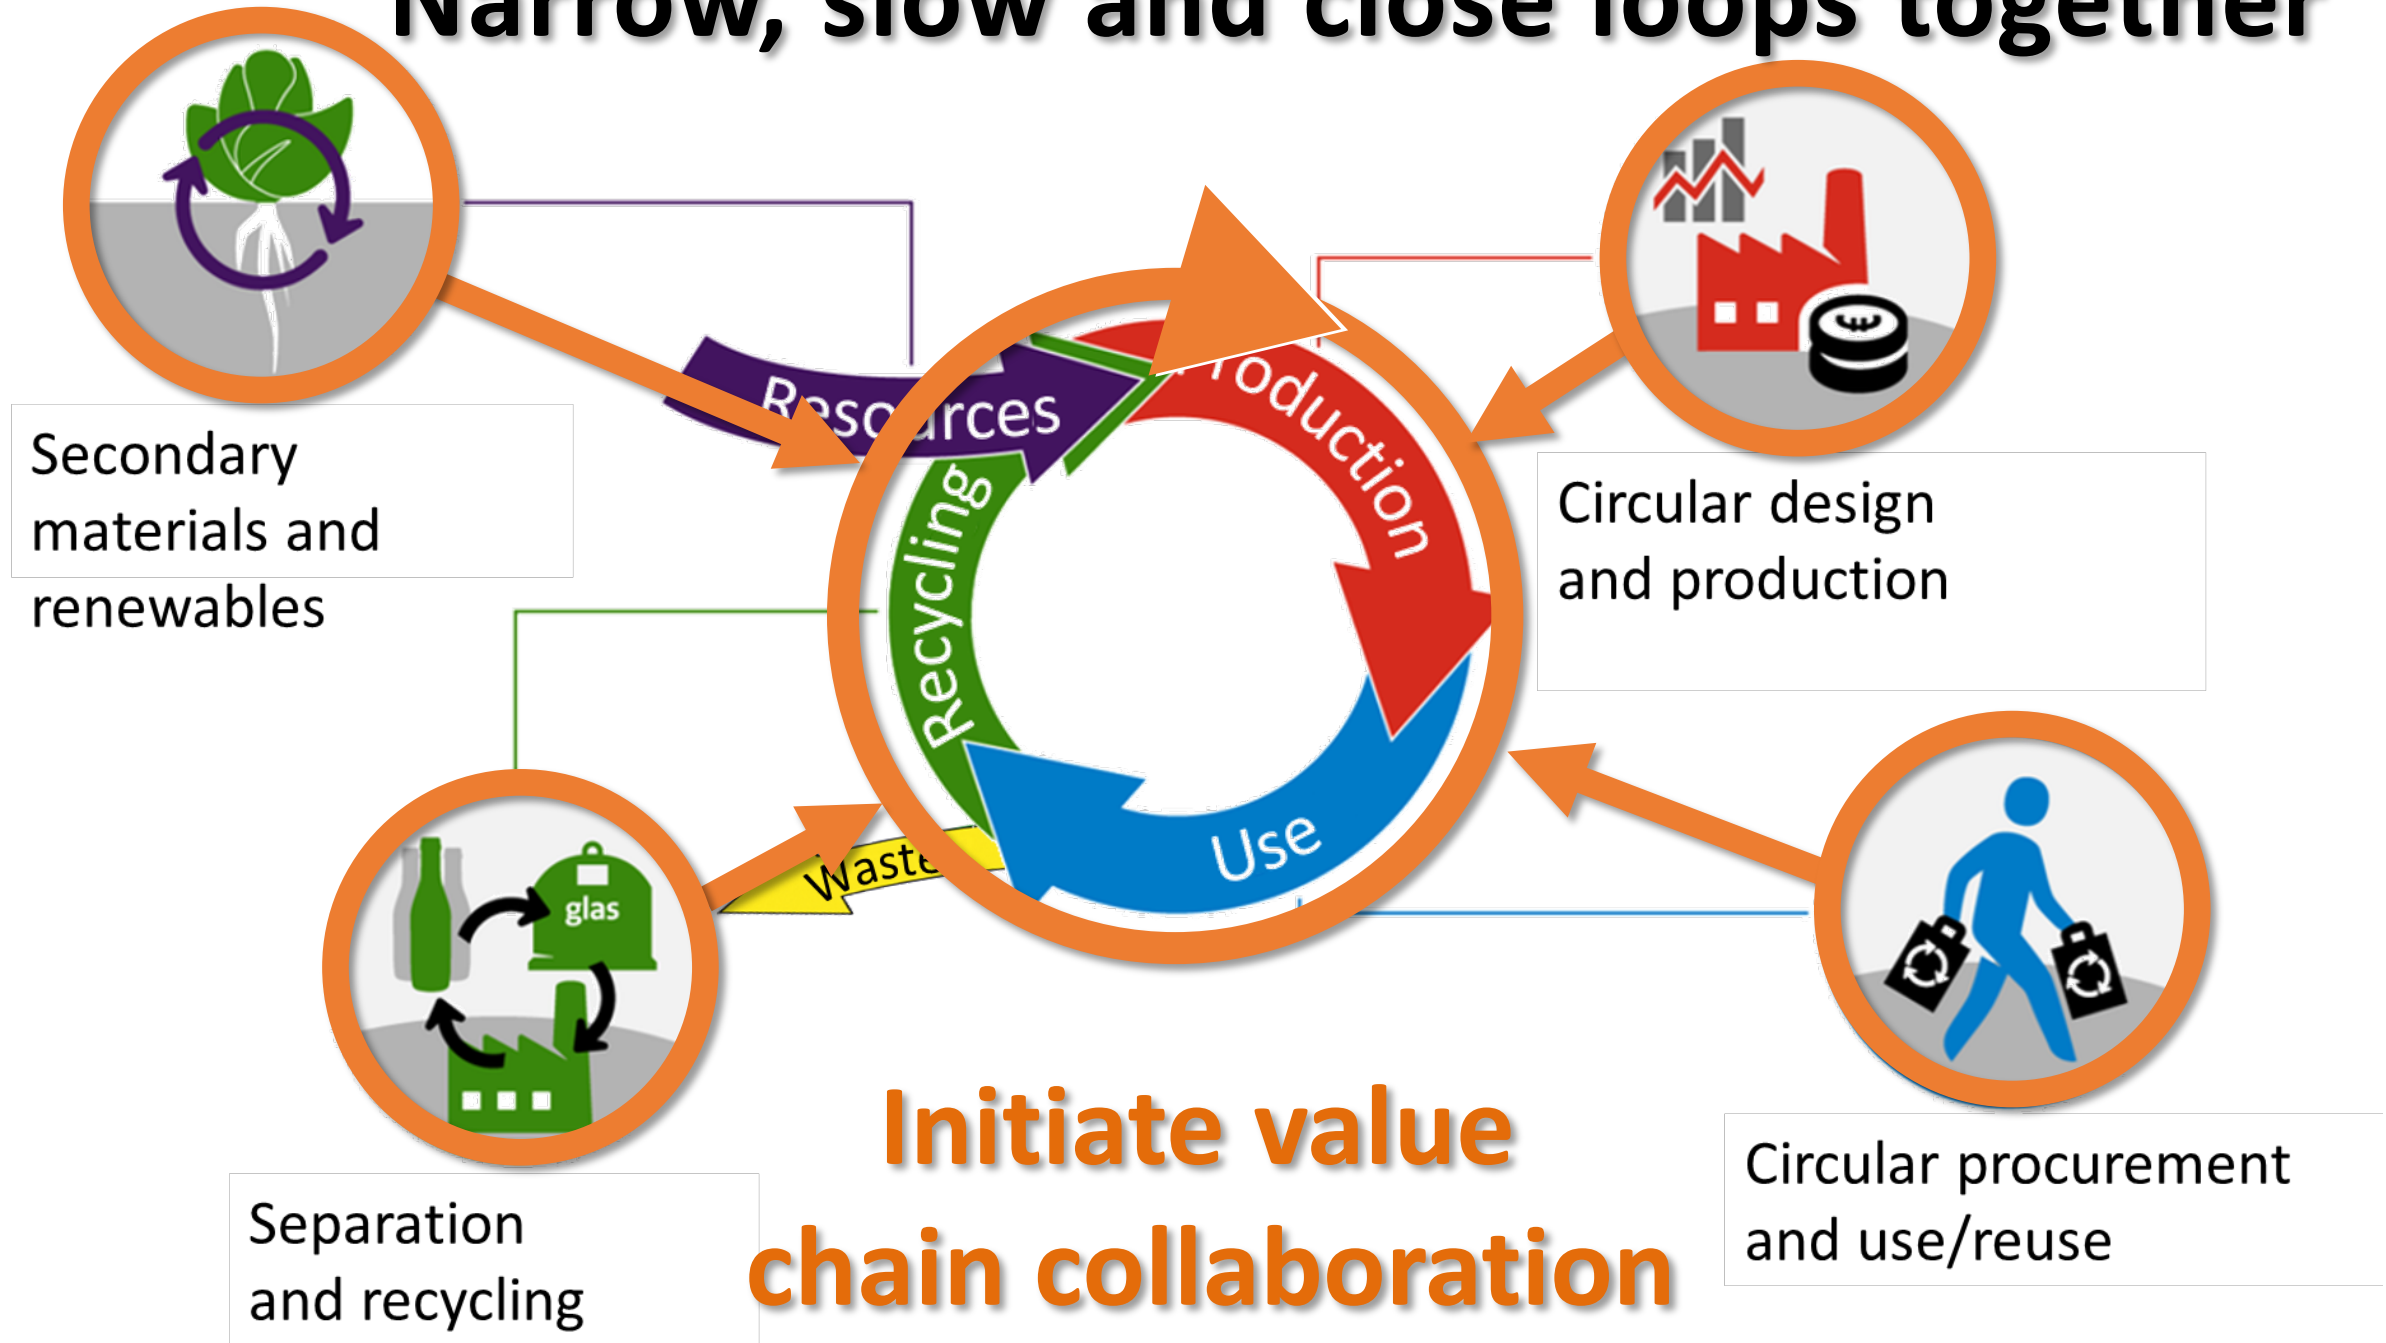 Narrow, slow and close loops together
Resources
Production
Secondary
materials and
renewables
Circular design
and production
Recycling
Use
Waste
glas
Initiate value
chain collaboration
Circular procurement
and use/reuse
Separation
and recycling